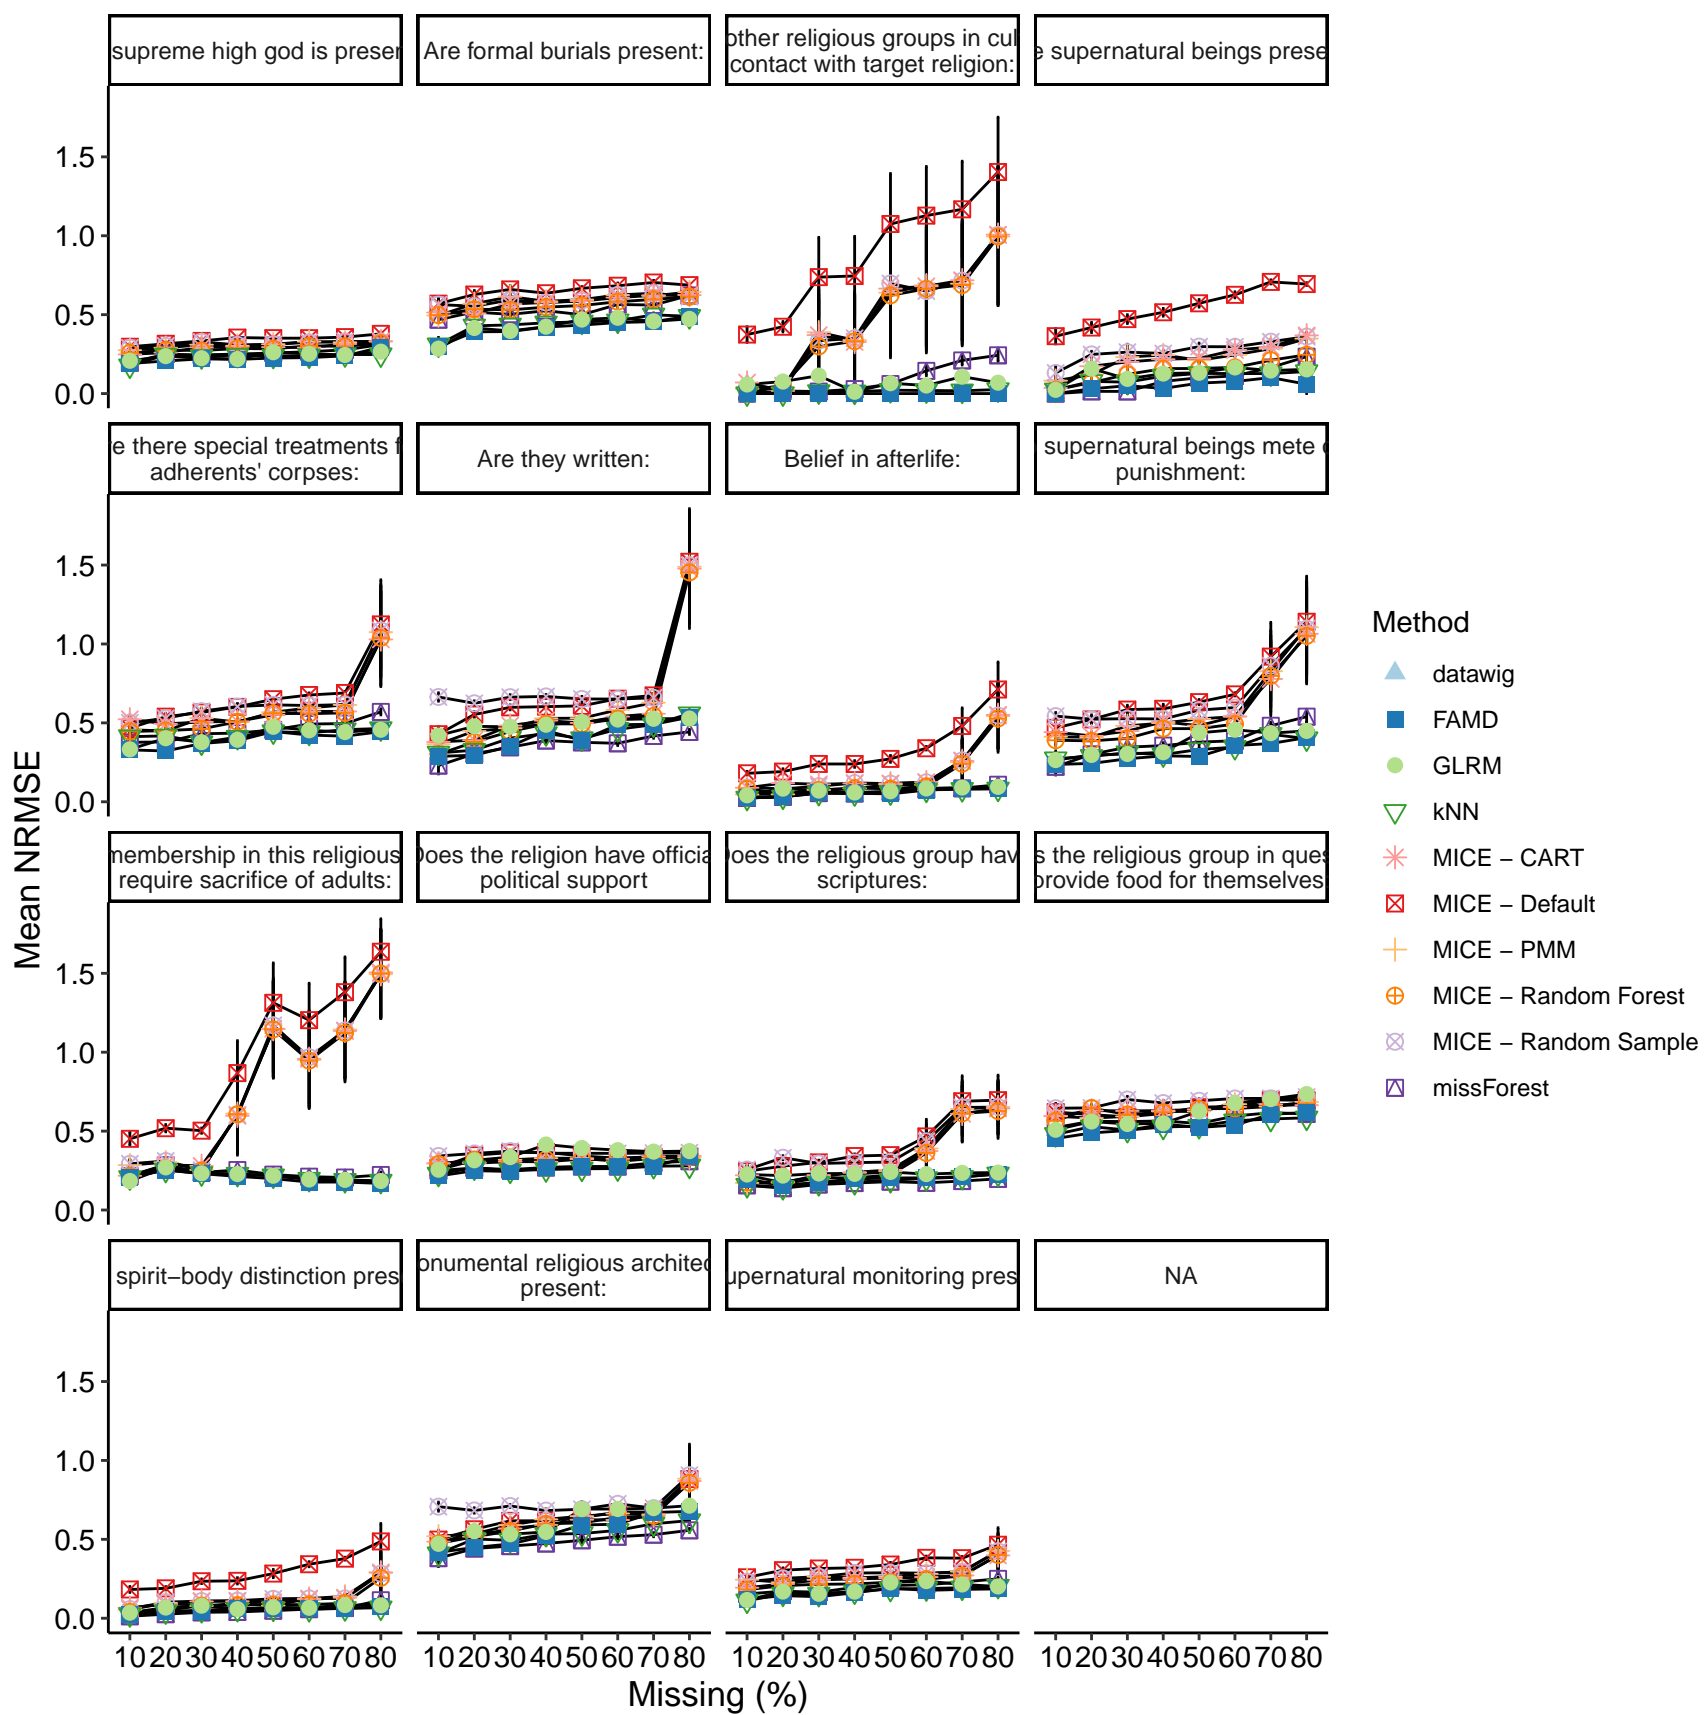 supreme high god is presen
Are formal burials present:
other religious groups in cul
contact with target religion:
e supernatural beings prese
1.5
1.0
0.5
0.0
e there special treatments f
adherents' corpses:
Are they written:
Belief in afterlife:
supernatural beings mete o
punishment:
1.5
1.0
0.5
0.0
membership in this religious
require sacrifice of adults:
Does the religion have officia
political support
Does the religious group hav
scriptures:
s the religious group in ques
provide food for themselves
1.5
1.0
0.5
0.0
spirit–body distinction pres
onumental religious architec
present:
upernatural monitoring pres
NA
1.5
1.0
0.5
0.0
10 20 30 40 50 60 70 80
10 20 30 40 50 60 70 80
10 20 30 40 50 60 70 80
10 20 30 40 50 60 70 80
Missing (%)
Mean NRMSE
Method
datawig
FAMD
GLRM
kNN
MICE – CART
MICE – Default
MICE – PMM
MICE – Random Forest
MICE – Random Sample
missForest